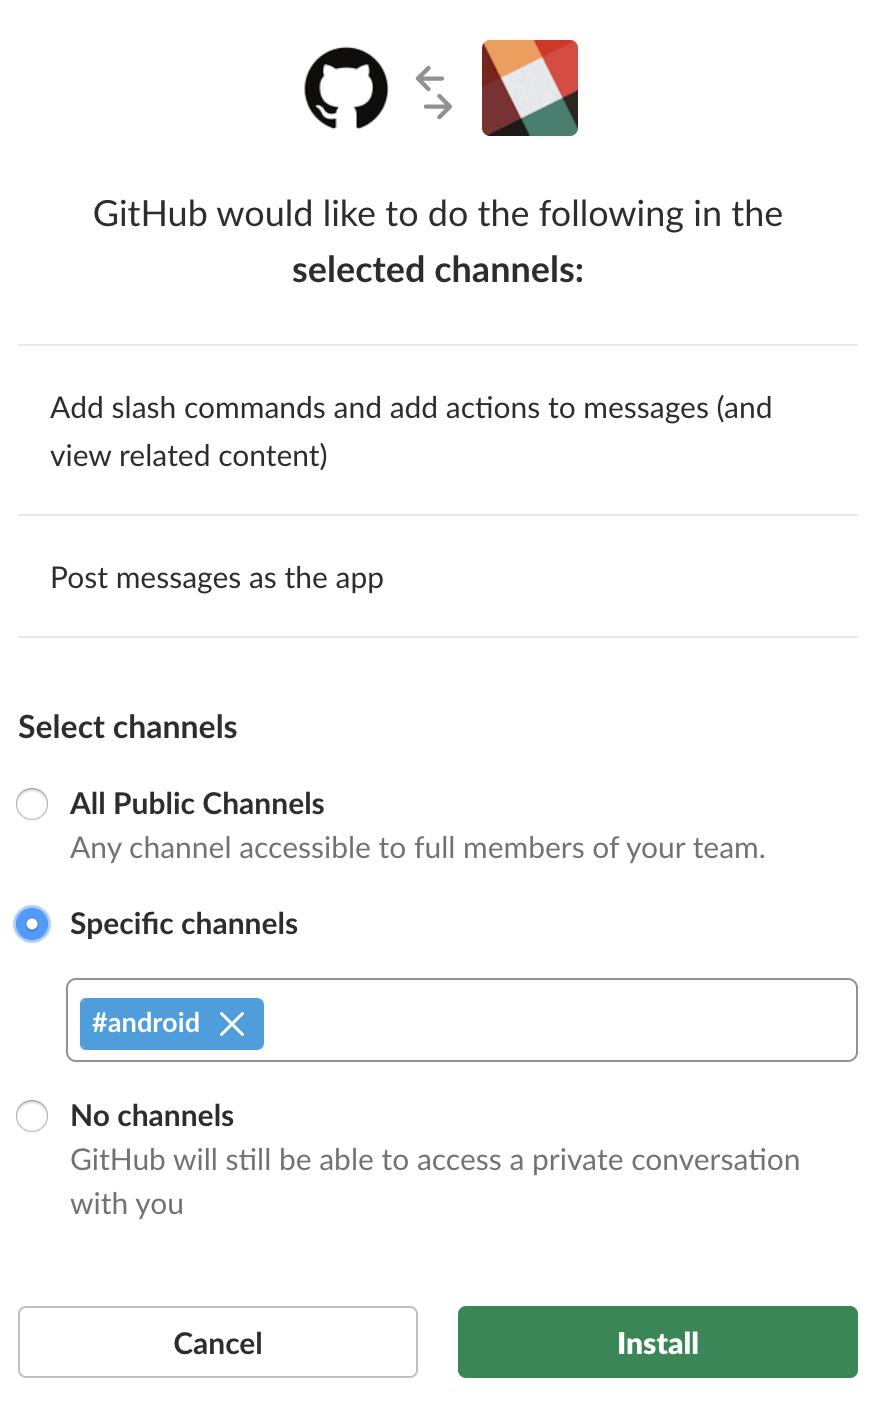 GitHub would like to do the following in the
selected channels:
Add slash commands and add actions to messages (and
view related content)
Post messages as the app
Select channels
All Public Channels
Any channel accessible to full members of your team.
Specific channels
#android
No channels
GitHub will still be able to access a private conversation
with you
Cancel
Install